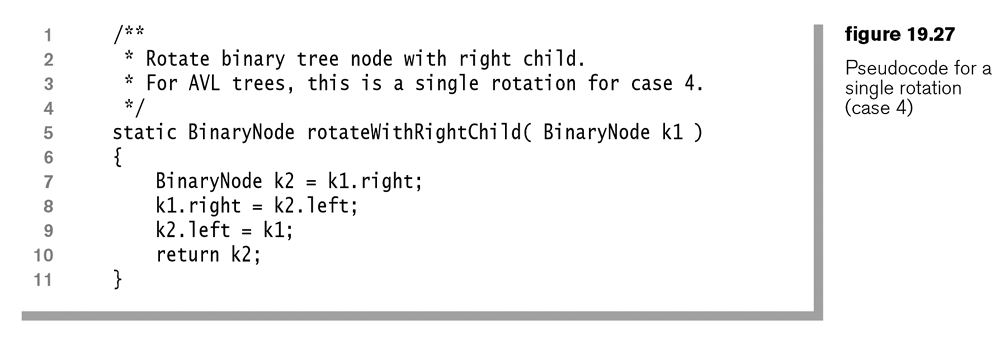 1 /**
2 * Rotate binary tree node with right child.
3 * For AVL trees, this is a single rotation for case 4.
4 */
5 static BinaryNode rotateWithRightChild( BinaryNode k1 )
6 {
7 BinaryNode k2 = k1.right;
8 k1.right = k2.left;
9 k2.left = k1;
10 return k2;
11 }
figure 19.27
Pseudocode for a
single rotation
(case 4)